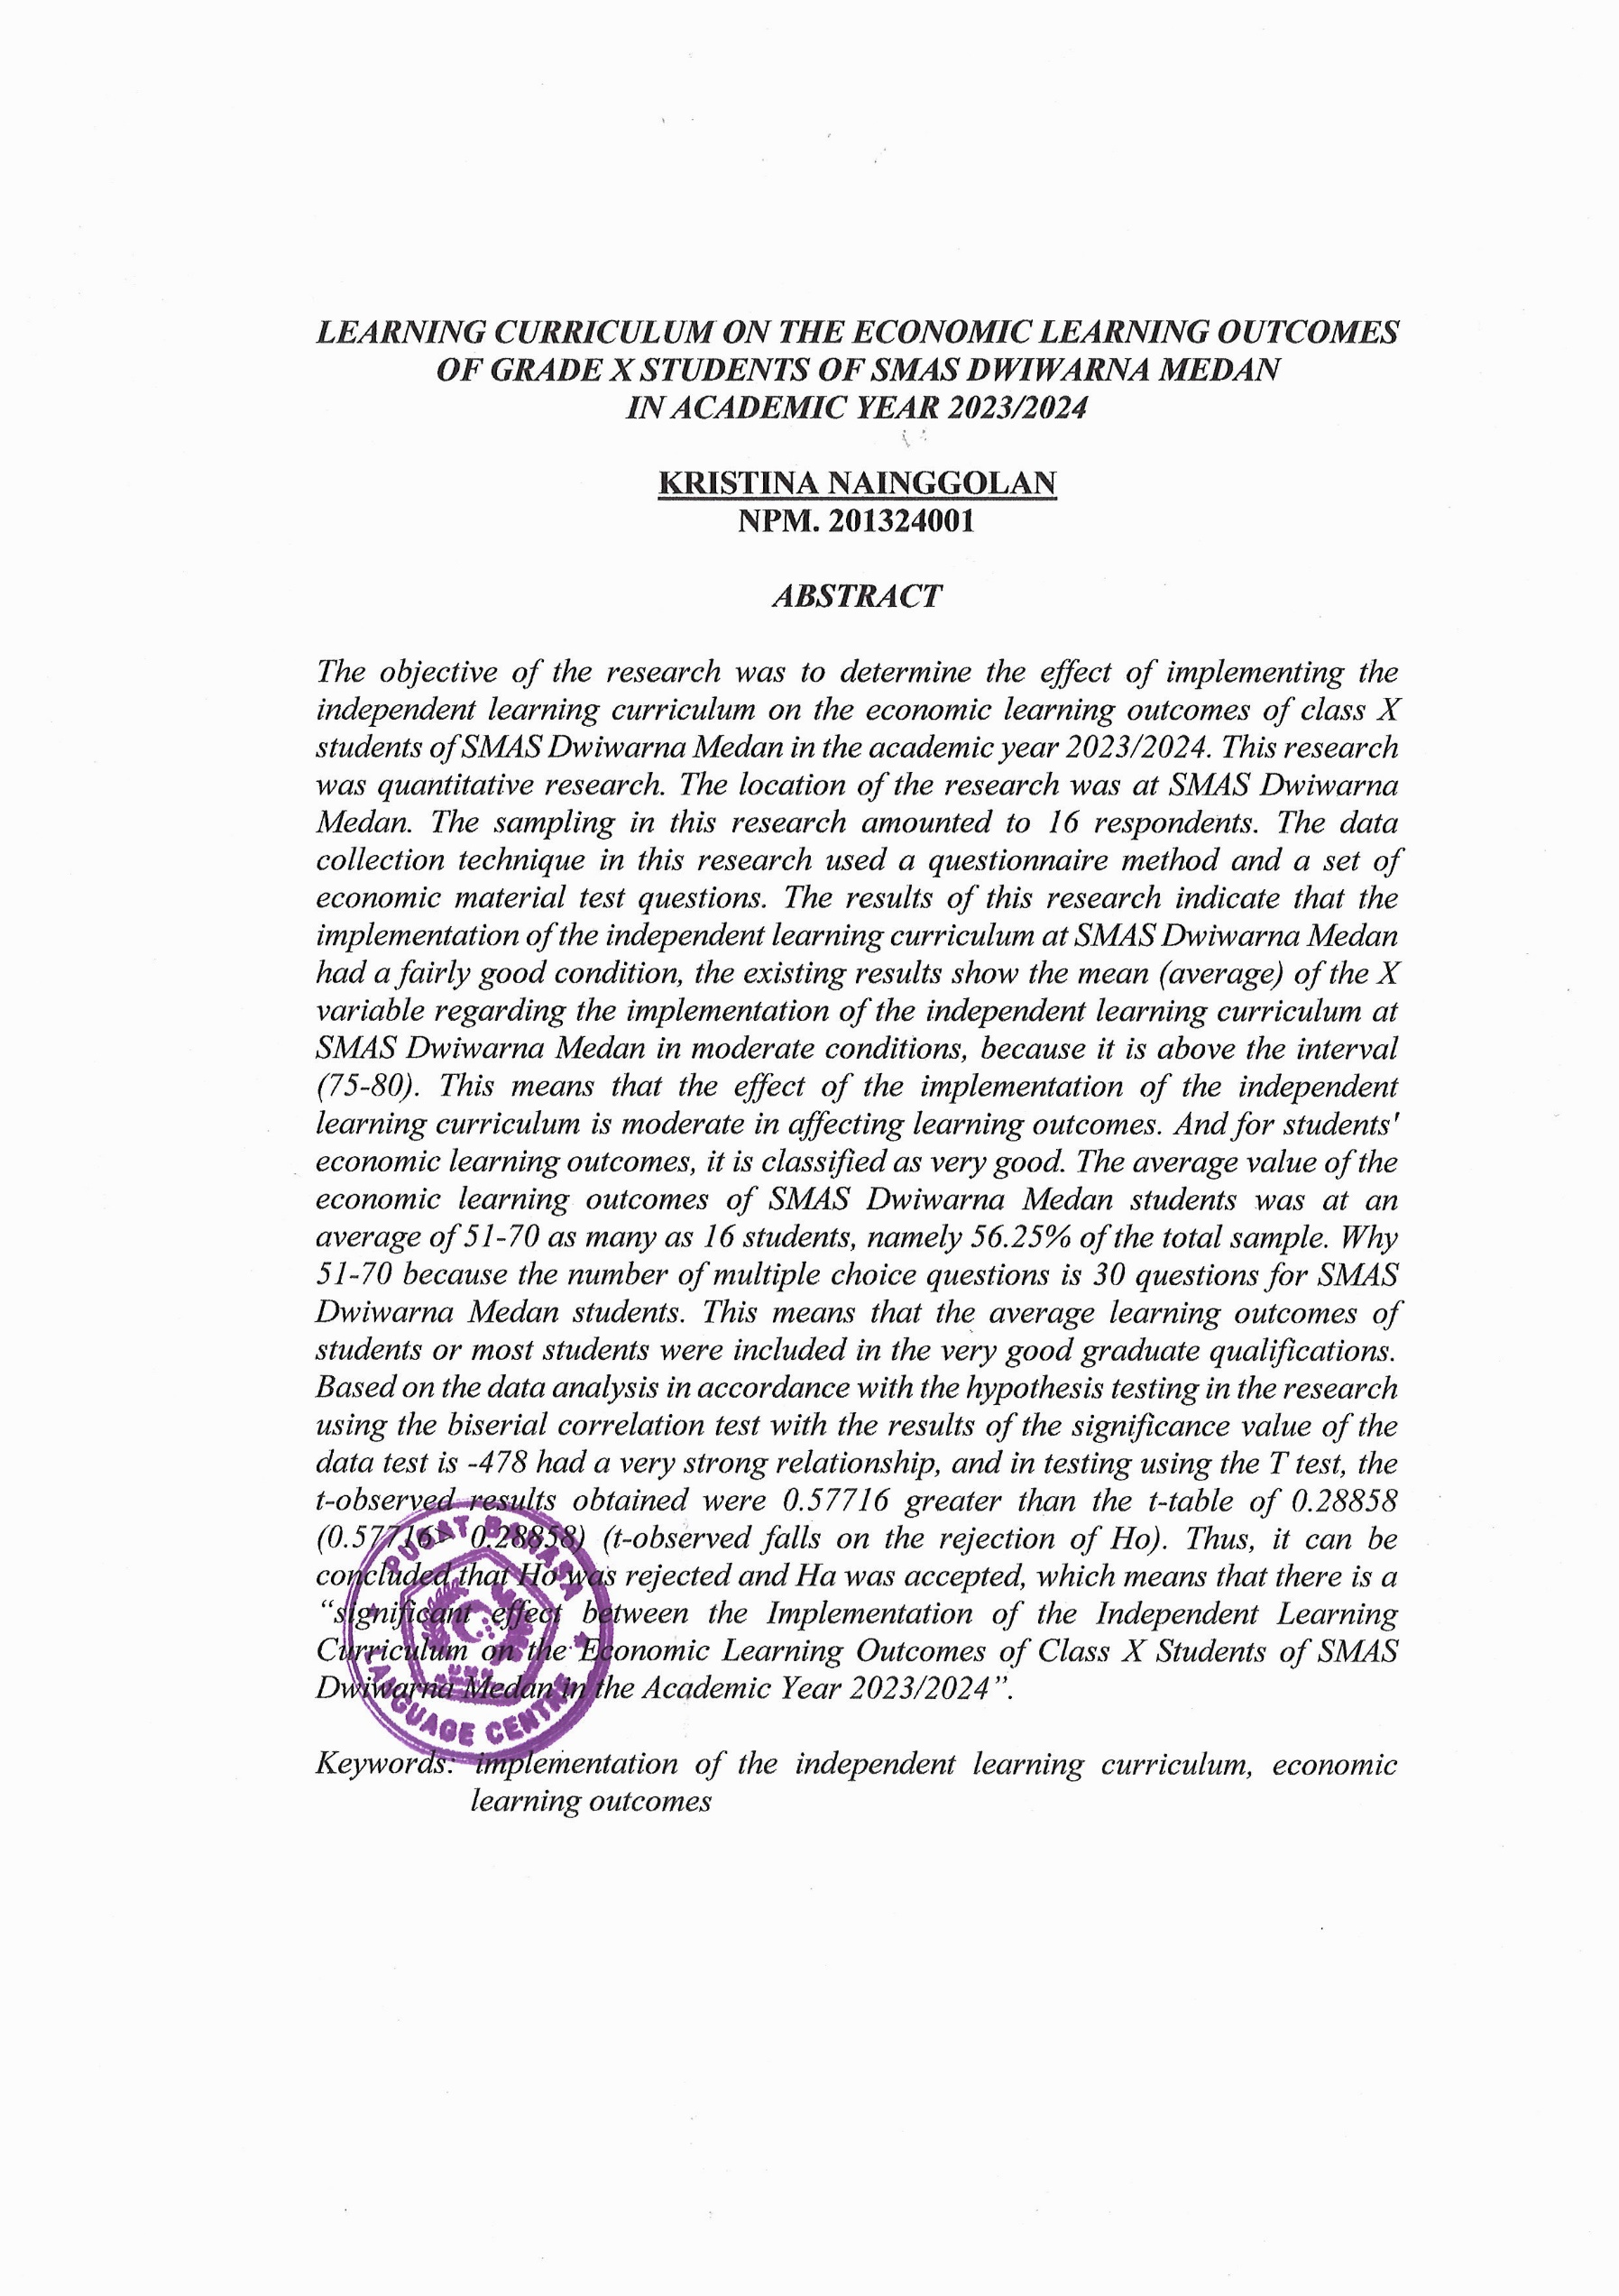 LEARNING CURRICULUM ON THE ECONOMIC LEARNING OUTCOMES
OF GRADE X STUDENTS OF SMAS DWIWARNA MEDAN
IN ACADEMIC YEAR 2023/2024
KRISTINA NAINGGOLAN
NPM. 201324001
ABSTRACT
The objective of the research was to determine the effect of implementing the
independent learning curriculum on the economic learning outcomes of class X
students of SMAS Dwiwarna Medan in the academic year 2023/2024. This research
was quantitative research. The location of the research was at SMAS Dwiwarna
Medan. The sampling in this research amounted to 16 respondents. The data
collection technique in this research used a questionnaire method and a set of
economic material test questions. The results of this research indicate that the
implementation of the independent learning curriculum at SMAS Dwiwarna Medan
had a fairly good condition, the existing results show the mean (average) of the X
variable regarding the implementation of the independent learning curriculum at
SMAS Dwiwarna Medan in moderate conditions, because it is above the interval
(75-80). This means that the effect of the implementation of the independent
learning curriculum is moderate in affecting learning outcomes. And for students'
economic learning outcomes, it is classified as very good. The average value of the
economic learning outcomes of SMAS Dwiwarna Medan students was at an
average of 51-70 as many as 16 students, namely 56.25% of the total sample. Why
51-70 because the number of multiple choice questions is 30 questions for SMAS
Dwiwarna Medan students. This means that the average learning outcomes of
students or most students were included in the very good graduate qualifications.
Based on the data analysis in accordance with the hypothesis testing in the research
using the biserial correlation test with the results of the significance value of the
data test is -478 had a very strong relationship, and in testing using the T test, the
t-observed results obtained were 0.57716 greater than the t-table of 0.28858
(0.57716> 0.28858) (t-observed falls on the rejection of Ho). Thus, it can be
concluded that Ho was rejected and Ha was accepted, which means that there is a
“significant effect between the Implementation of the Independent Learning
Curriculum on the Economic Learning Outcomes of Class X Students of SMAS
Dwiwarna Medan in the Academic Year 2023/2024”.
Keywords: implementation of the independent learning curriculum, economic
learning outcomes
PUSAT BAHASA
LANGUAGE CENTRE